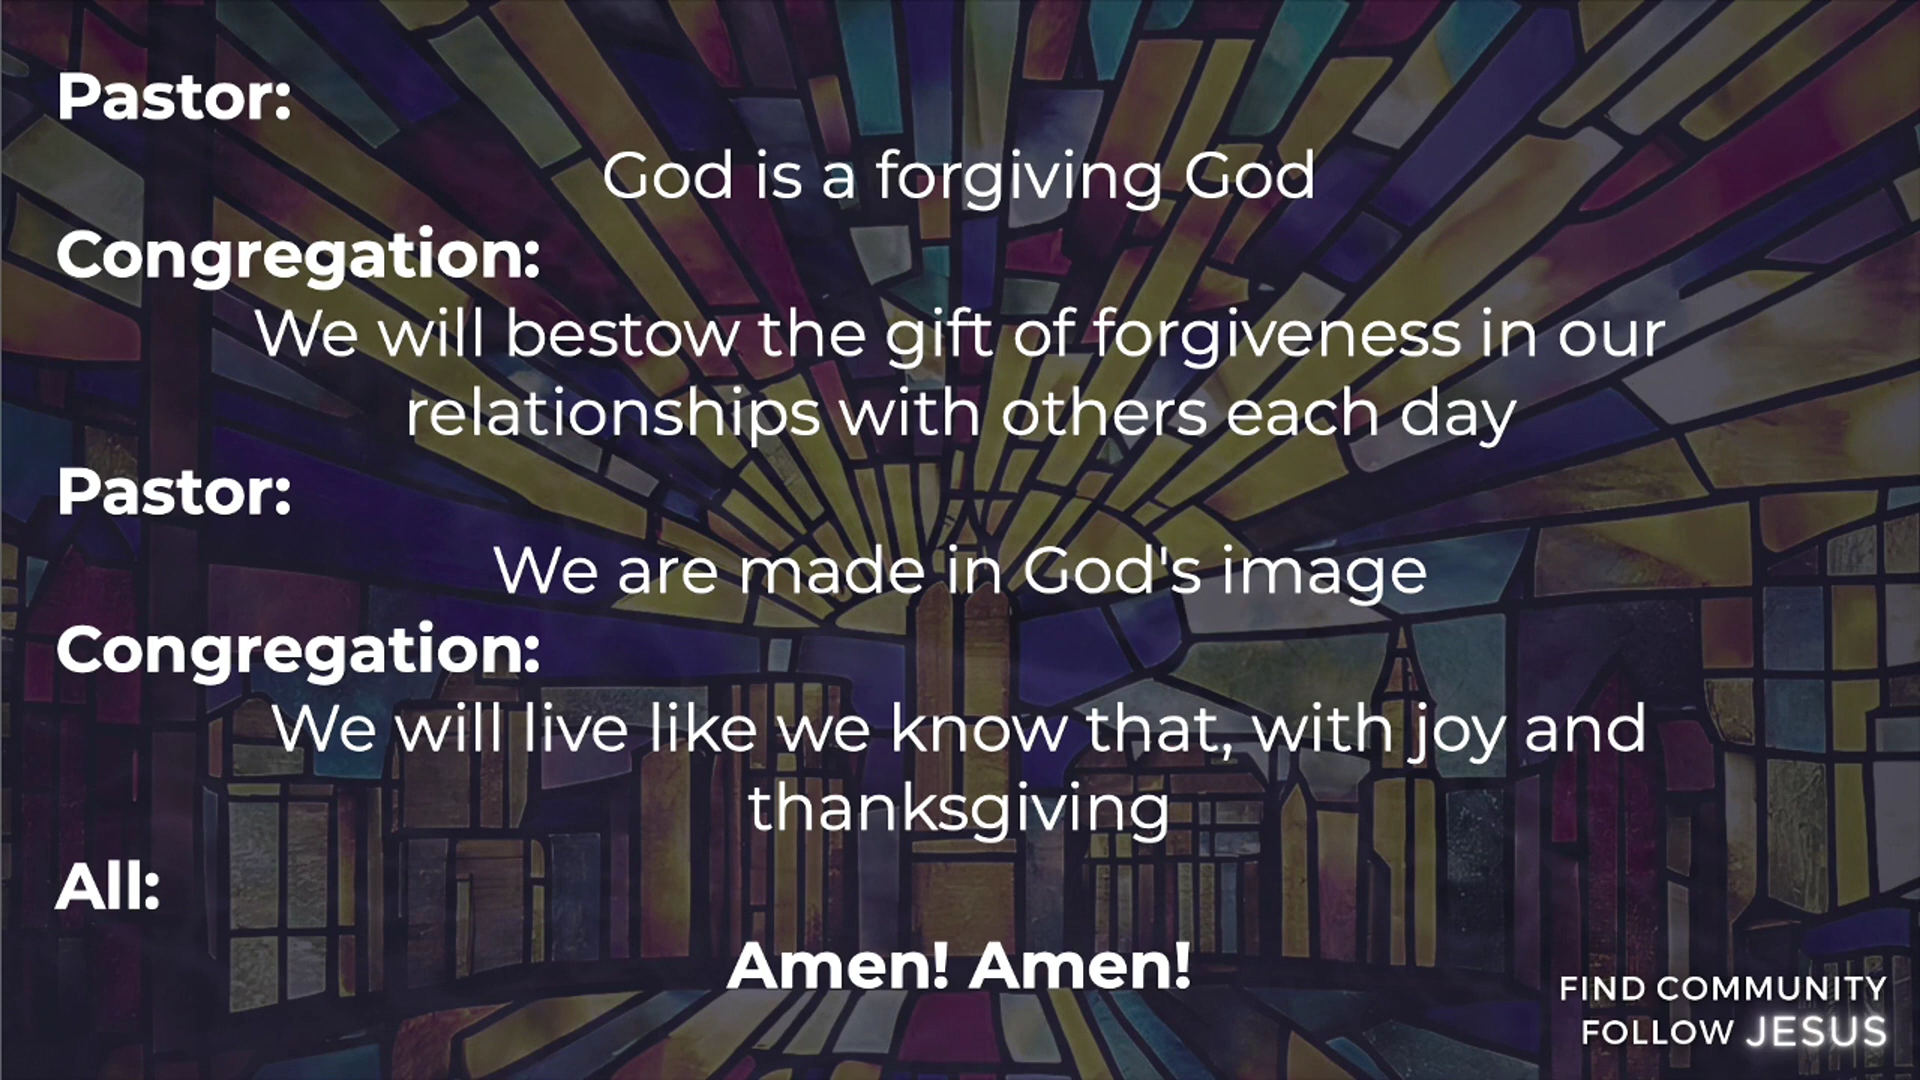 Pastor:
God is a forgiving God
Congregation:
We will bestow the gift of forgiveness in our
relationships with others each day
Pastor:
We are made in God's image
Congregation:
We will live like we know that, with joy and
thanksgiving
All:
Amen! Amen!
FIND COMMUNITY
FOLLOW JESUS